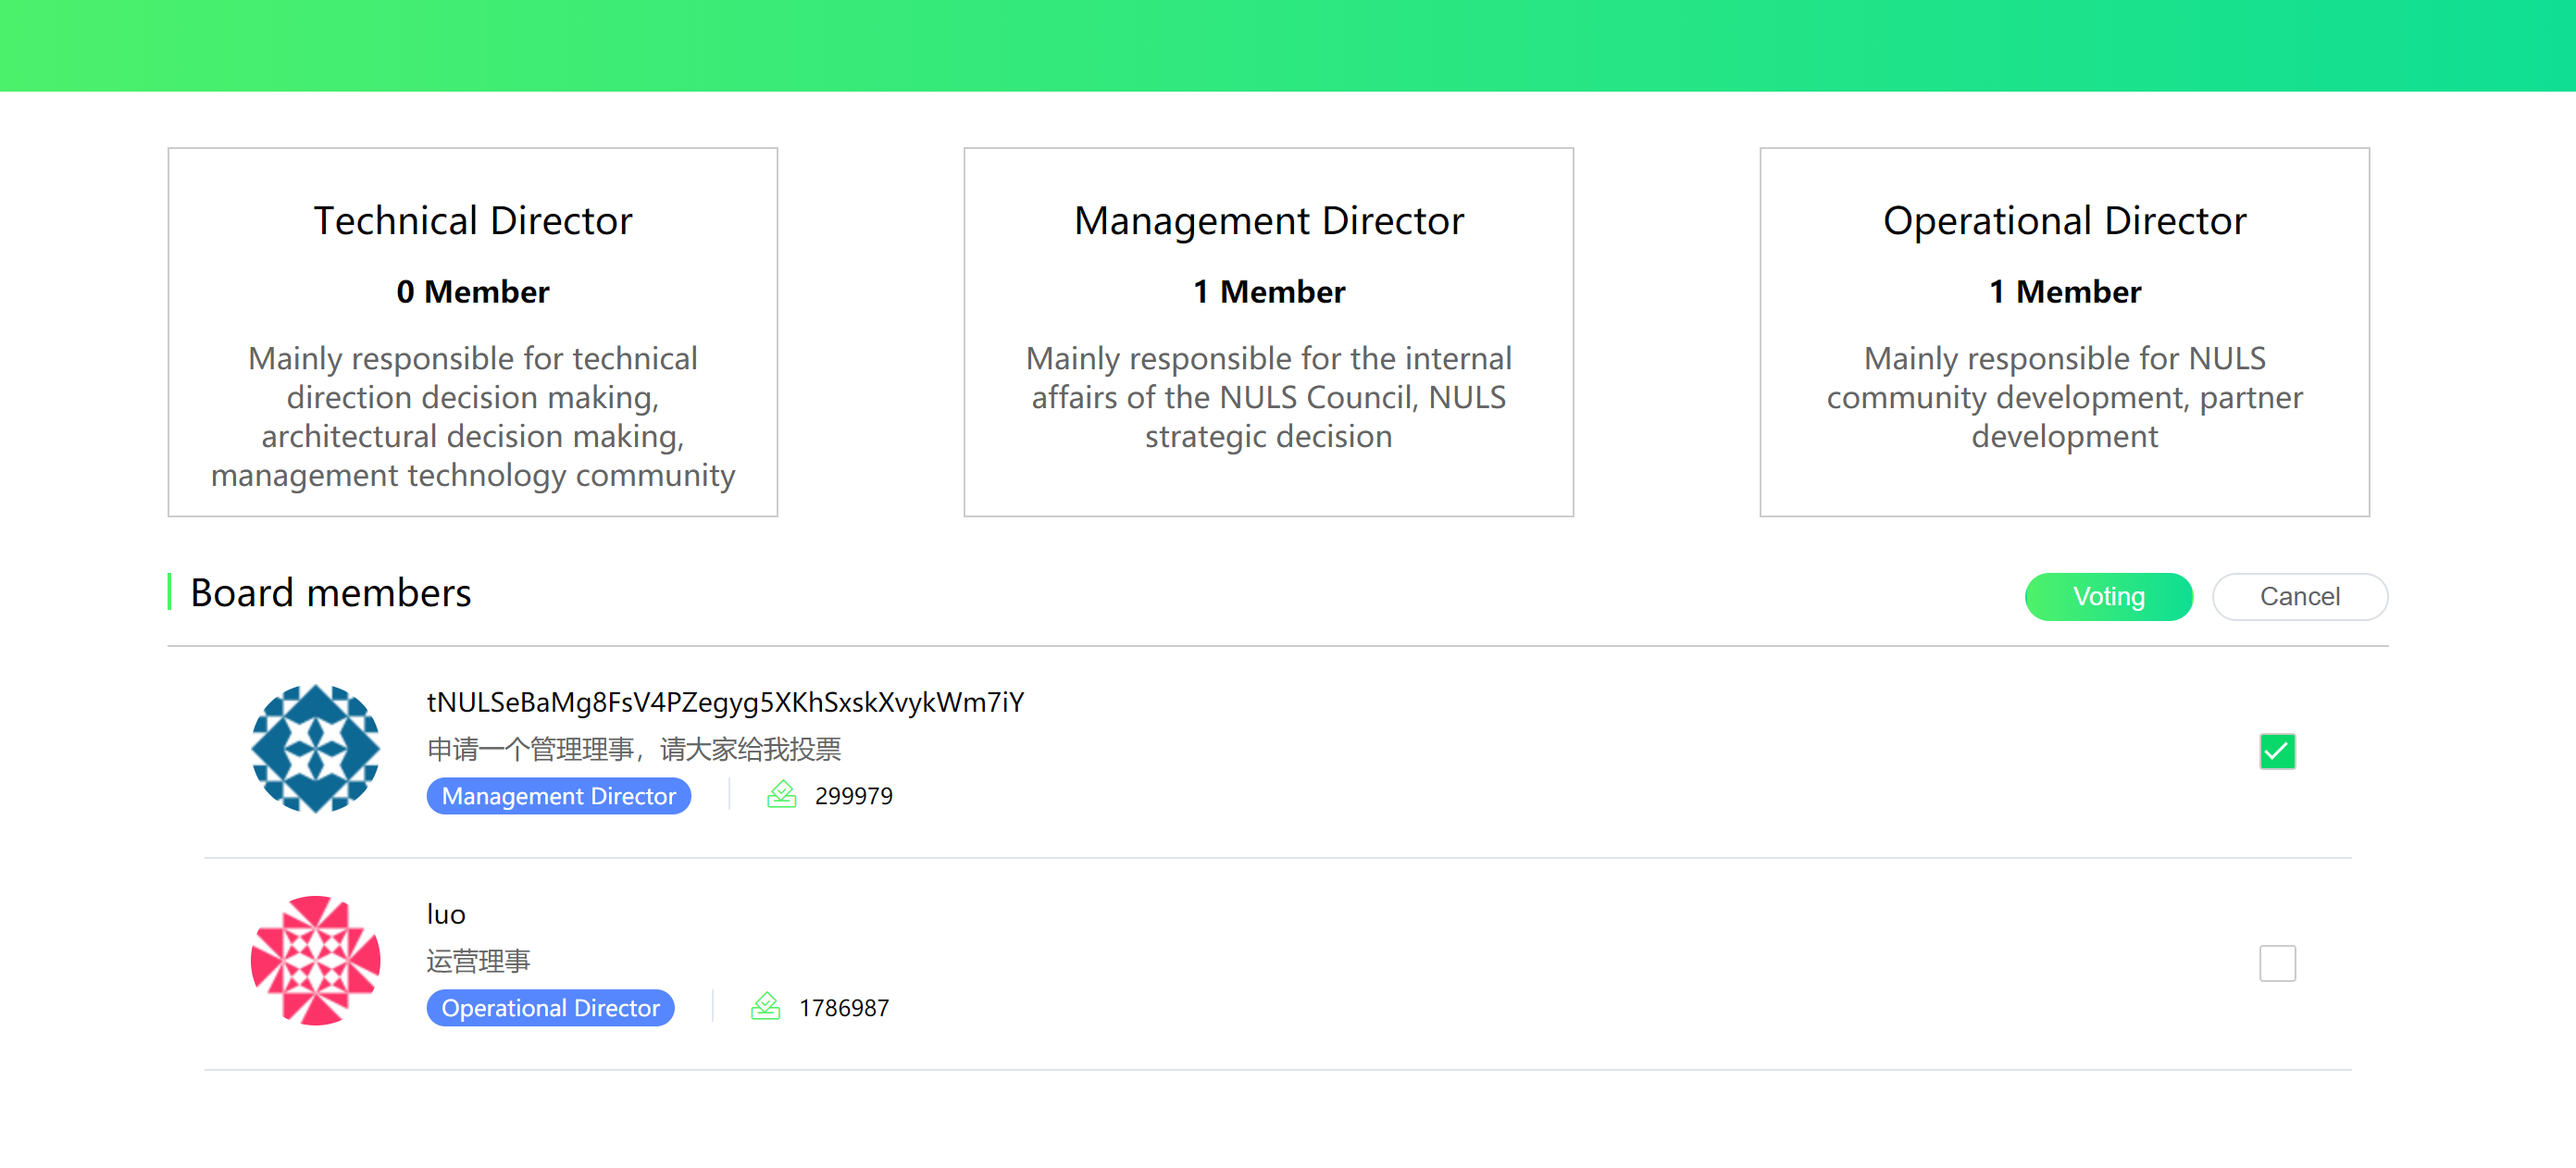 Technical Director
0 Member
Mainly responsible for technical
direction decision making,
architectural decision making,
management technology community
Management Director
1 Member
Mainly responsible for the internal
affairs of the NULS Council, NULS
strategic decision
Operational Director
1 Member
Mainly responsible for NULS
community development, partner
development
Board members
Voting
Cancel
tNULSeBaMg8FsV4PZegyg5XKhSxskXvykWm7iY
申请一个管理理事，请大家给我投票
Management Director
299979
luo
运营理事
Operational Director
1786987